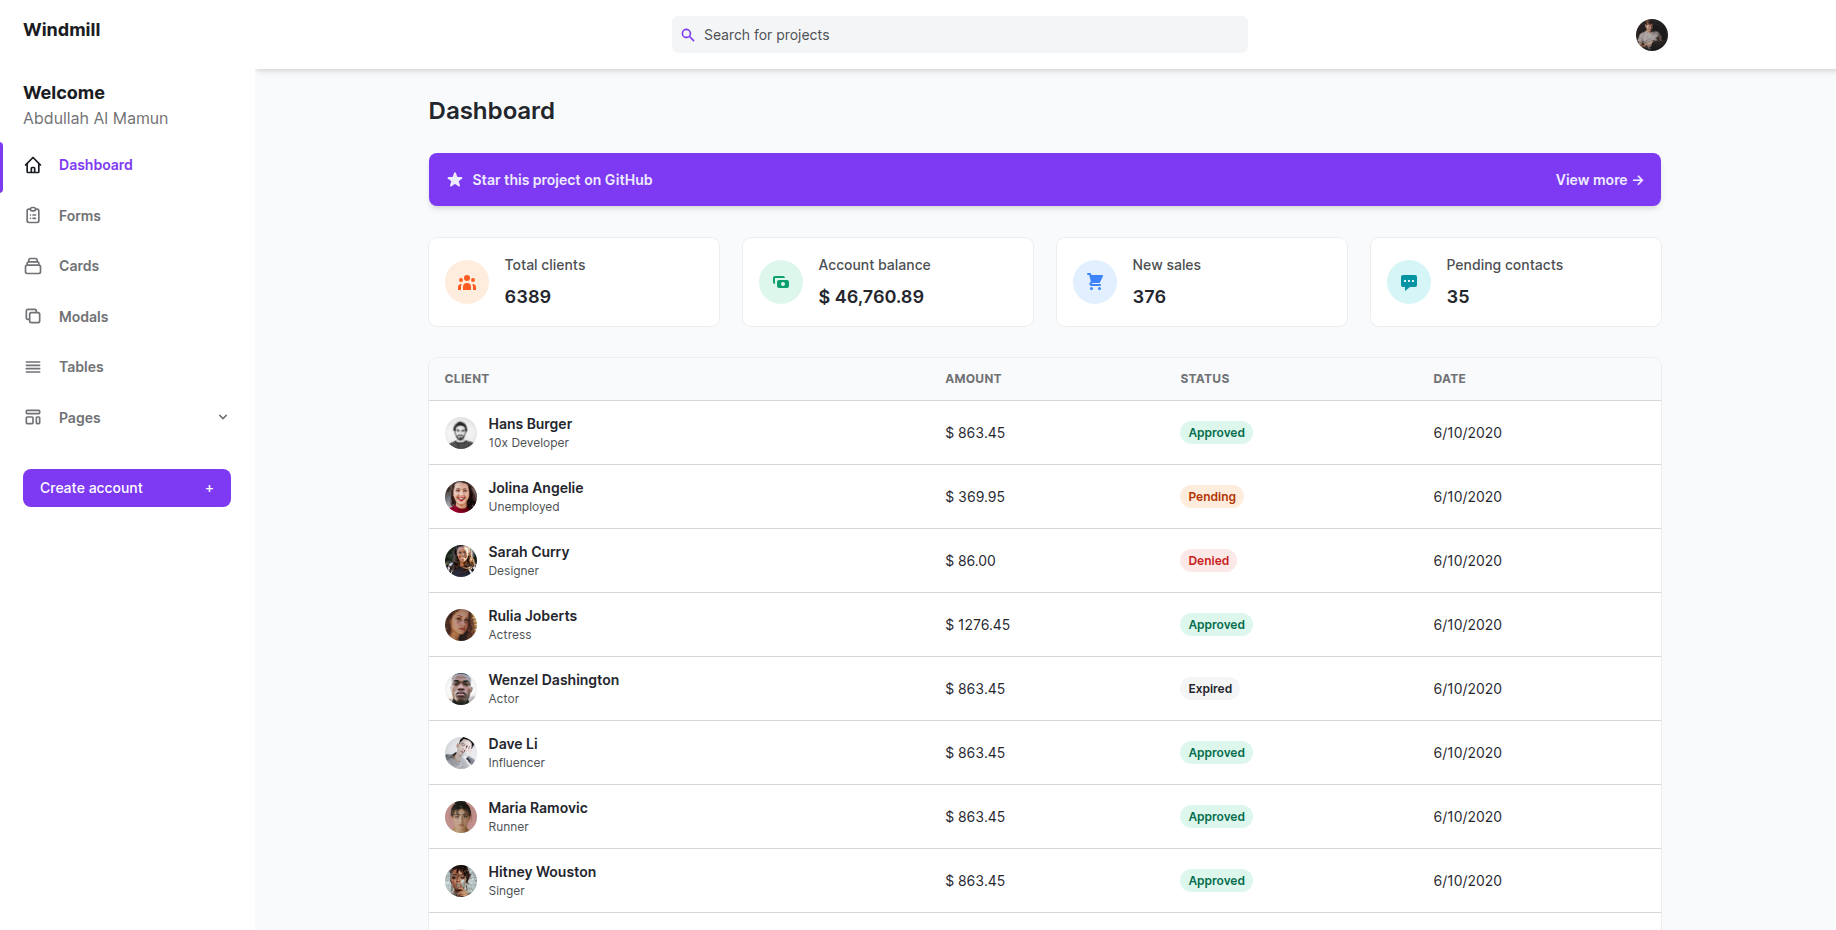 Windmill
Search for projects
Welcome
Abdullah Al Mamun
Dashboard
Forms
Cards
Modals
Tables
Pages
Create account +
Dashboard
Star this project on GitHub View more →
Total clients
6389
Account balance
$ 46,760.89
New sales
376
Pending contacts
35
CLIENT AMOUNT STATUS DATE
Hans Burger
10x Developer
$ 863.45 Approved 6/10/2020
Jolina Angelie
Unemployed
$ 369.95 Pending 6/10/2020
Sarah Curry
Designer
$ 86.00 Denied 6/10/2020
Rulia Joberts
Actress
$ 1276.45 Approved 6/10/2020
Wenzel Dashington
Actor
$ 863.45 Expired 6/10/2020
Dave Li
Influencer
$ 863.45 Approved 6/10/2020
Maria Ramovic
Runner
$ 863.45 Approved 6/10/2020
Hitney Wouston
Singer
$ 863.45 Approved 6/10/2020